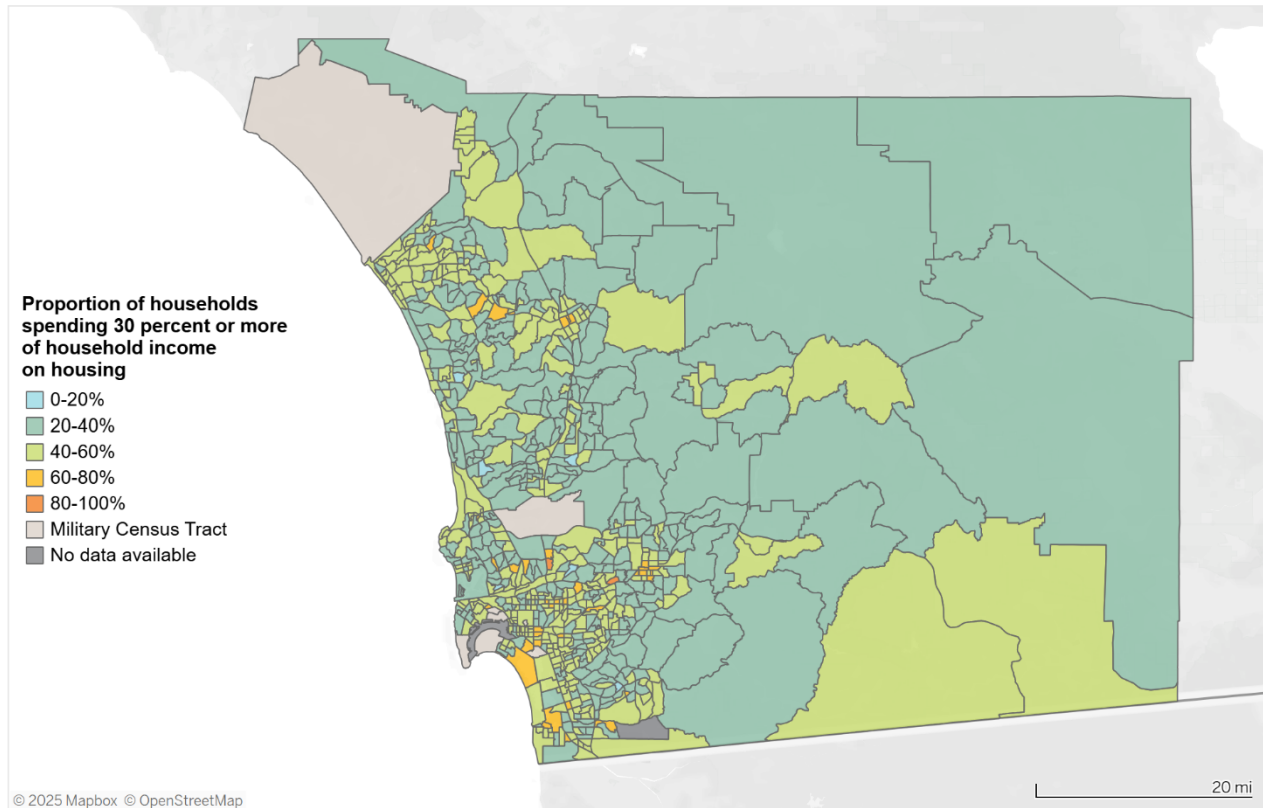 Proportion of households
spending 30 percent or more
of household income
on housing
0-20%
20-40%
40-60%
60-80%
80-100%
Military Census Tract
No data available
20 mi
© 2025 Mapbox © OpenStreetMap